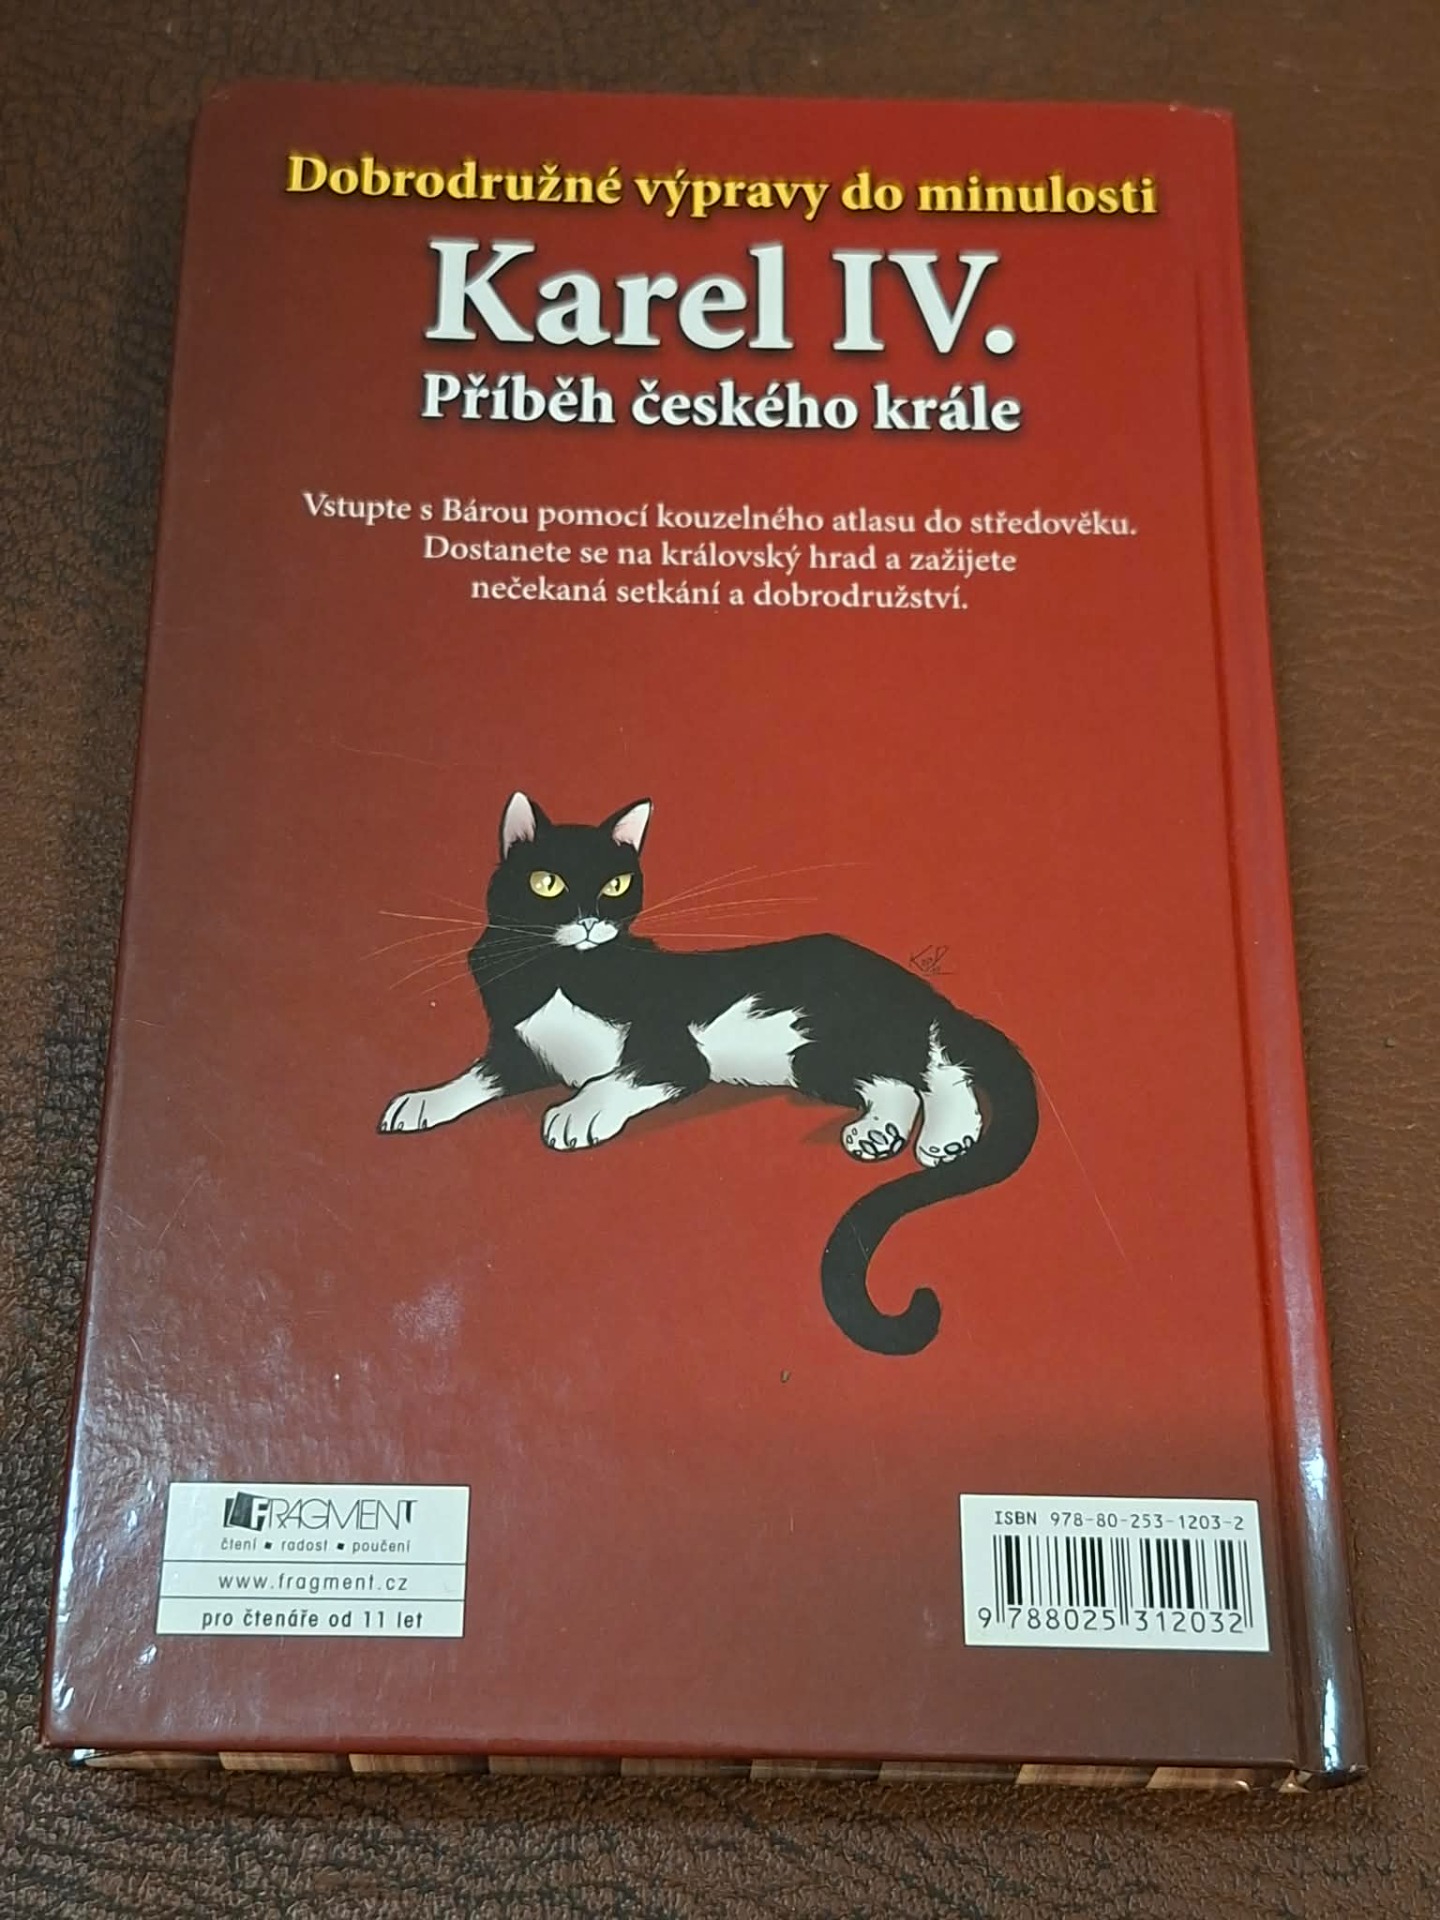 Dobrodružné výpravy do minulosti
Karel IV.
Příběh českého krále
Vstupte s Bárou pomocí kouzelného atlasu do středověku.
Dostanete se na královský hrad a zažijete
nečekaná setkání a dobrodružství.
FRAGMENT
čtení ▪ radost ▪ poučení
www.fragment.cz
pro čtenáře od 11 let
ISBN 978-80-253-1203-2
9 788025 312032